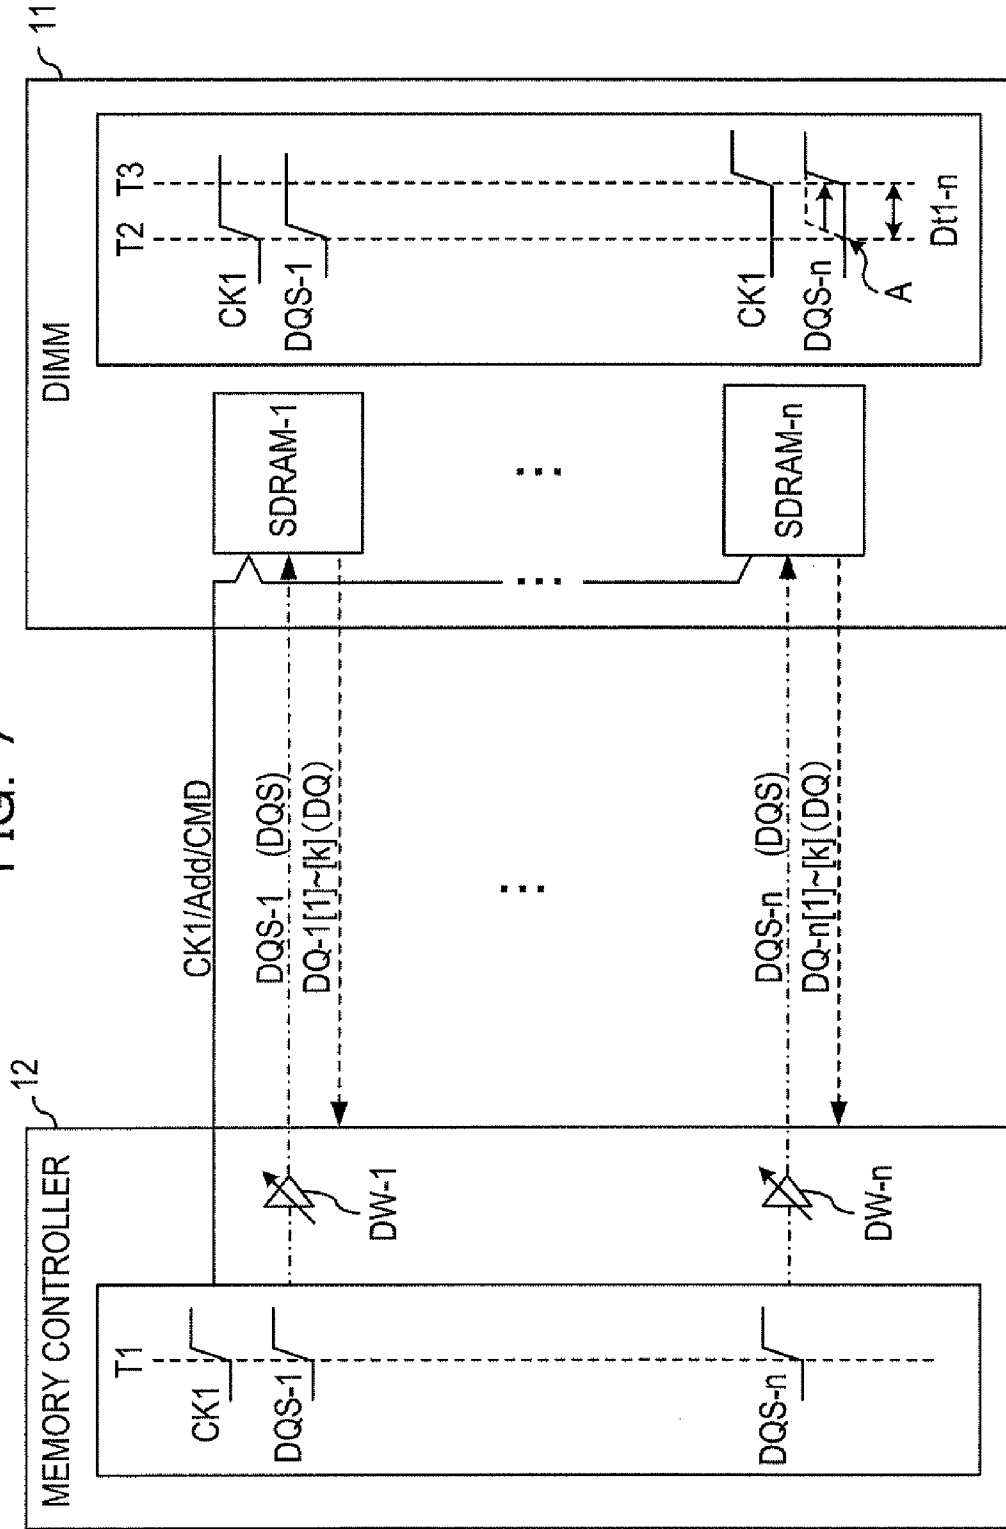 FIG. 7
12
MEMORY CONTROLLER
T1
CK1
DQS-1
DQS-n
DW-1
DW-n
CK1/Add/CMD
DQS-1 (DQS)
DQ-1[1]~[k] (DQ)
...
DQS-n (DQS)
DQ-n[1]~[k] (DQ)
11
DIMM
SDRAM-1
...
...
SDRAM-n
T2 T3
CK1
DQS-1
CK1
DQS-n
A
Dt1-n